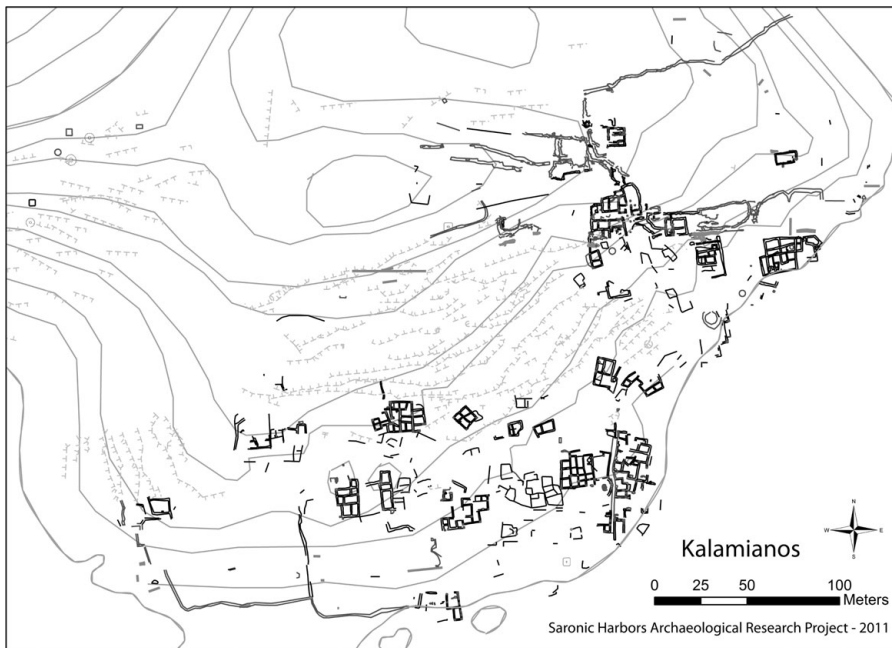 Kalamianos
N
W E
S
0 25 50 100
Meters
Saronic Harbors Archaeological Research Project - 2011